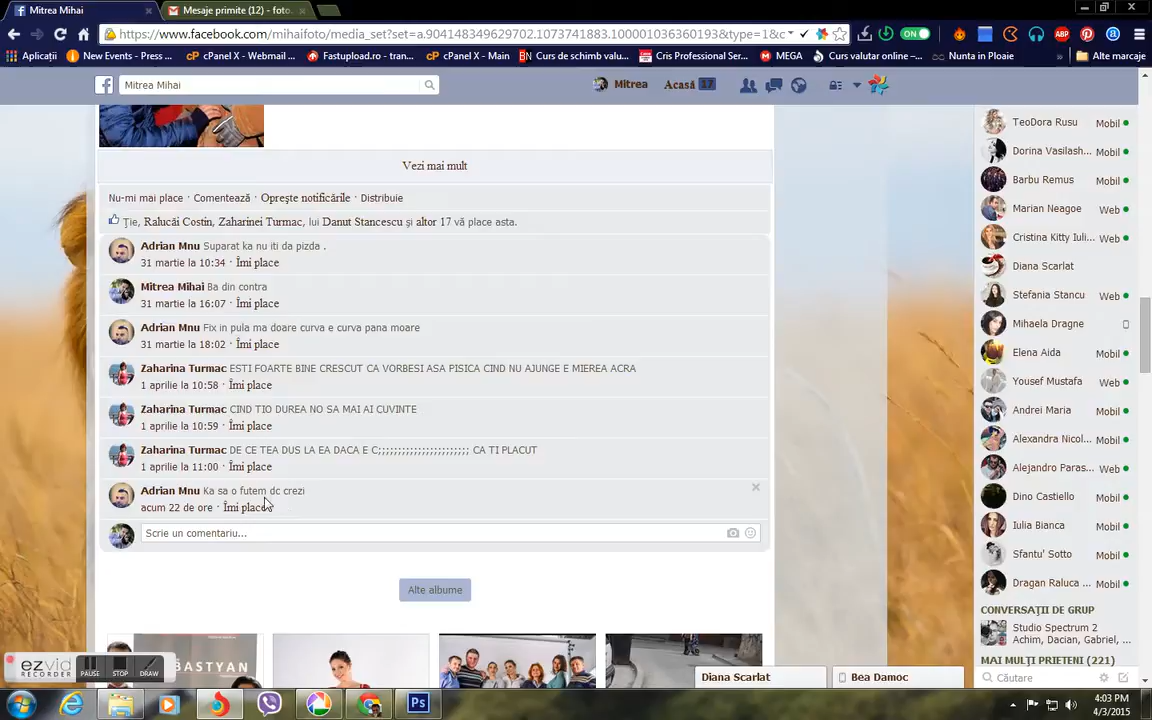 Mitrea Mihai
Mesaje primite (12) - foto.
https://www.facebook.com/mihaifoto/media_set?set=a.904148349629702.1073741883.100001036360193&type=1&c
ON
ABP
Aplicații
New Events - Press ...
cP cPanel X - Webmail ...
Fastupload.ro - tran...
cP cPanel X - Main
BN Curs de schimb valu...
Cris Professional Ser...
MEGA
Curs valutar online –...
Nunta in Ploaie
»
Alte marcaje
Mitrea Mihai
Mitrea
Acasă 17
Vezi mai mult
Nu-mi mai place · Comentează · Oprește notificările · Distribuie
Ție, Ralucăi Costin, Zaharinei Turmac, lui Danut Stancescu și altor 17 vă place asta.
Adrian Mnu Suparat ka nu iti da pizda .
31 martie la 10:34 · Îmi place
Mitrea Mihai Ba din contra
31 martie la 16:07 · Îmi place
Adrian Mnu Fix in pula ma doare curva e curva pana moare
31 martie la 18:02 · Îmi place
Zaharina Turmac ESTI FOARTE BINE CRESCUT CA VORBESI ASA PISICA CIND NU AJUNGE E MIEREA ACRA
1 aprilie la 10:58 · Îmi place
Zaharina Turmac CIND TIO DUREA NO SA MAI AI CUVINTE
1 aprilie la 10:59 · Îmi place
Zaharina Turmac DE CE TEA DUS LA EA DACA E C;;;;;;;;;;;;;;;;;;;;;;; CA TI PLACUT
1 aprilie la 11:00 · Îmi place
Adrian Mnu Ka sa o futem dc crezi
acum 22 de ore · Îmi place
Scrie un comentariu...
Alte albume
BASTYAN
TeoDora Rusu Mobil
Dorina Vasilash... Mobil
Barbu Remus Mobil
Marian Neagoe Web
Cristina Kitty Iuli... Web
Diana Scarlat
Stefania Stancu Web
Mihaela Dragne
Elena Aida Mobil
Yousef Mustafa Web
Andrei Maria Mobil
Alexandra Nicol... Mobil
Alejandro Paras... Web
Dino Castiello Mobil
Iulia Bianca Mobil
Sfantu' Sotto Mobil
Dragan Raluca ... Mobil
CONVERSAȚII DE GRUP
Studio Spectrum 2
Achim, Dacian, Gabriel, ...
MAI MULȚI PRIETENI (221)
Căutare
Diana Scarlat
Bea Damoc
ezvid
RECORDER
PAUSE
STOP
DRAW
Ps
4:03 PM
4/3/2015